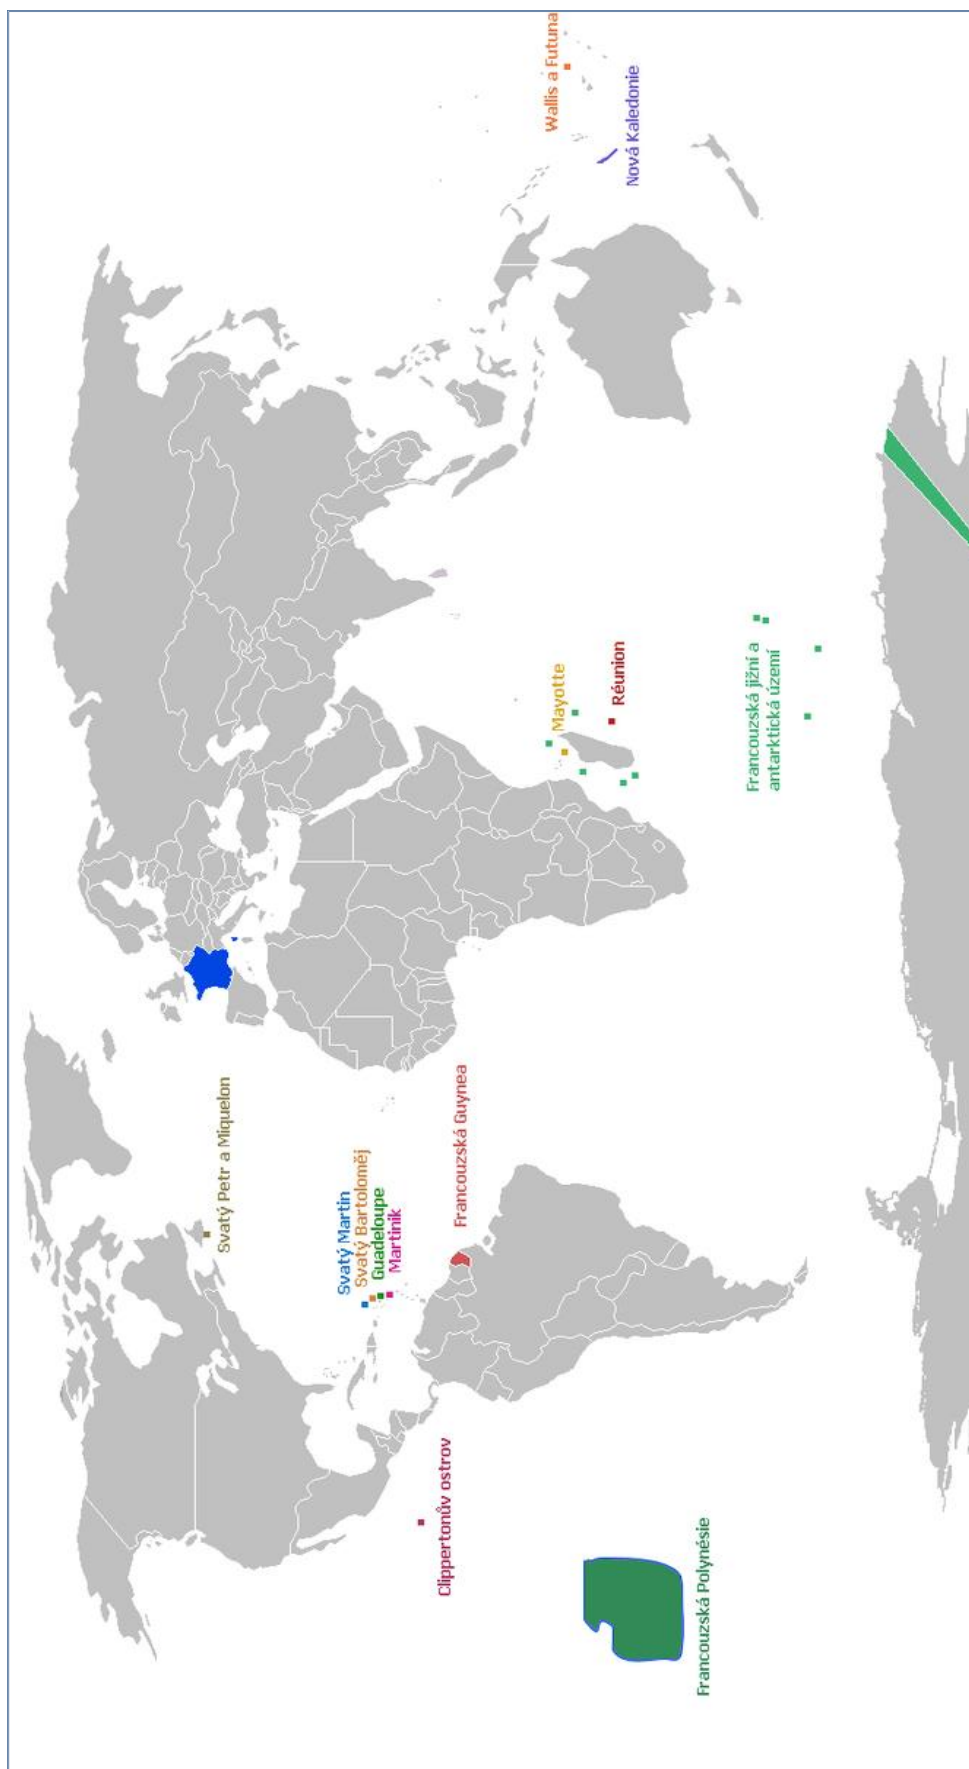 Svatý Petr a Miquelon
Svatý Martin
Svatý Bartoloměj
Guadeloupe
Martinik
Clippertonův ostrov
Francouzská Guynea
Francouzská Polynésie
Mayotte
Réunion
Francouzská jižní a
antarktická území
Wallis a Futuna
Nová Kaledonie